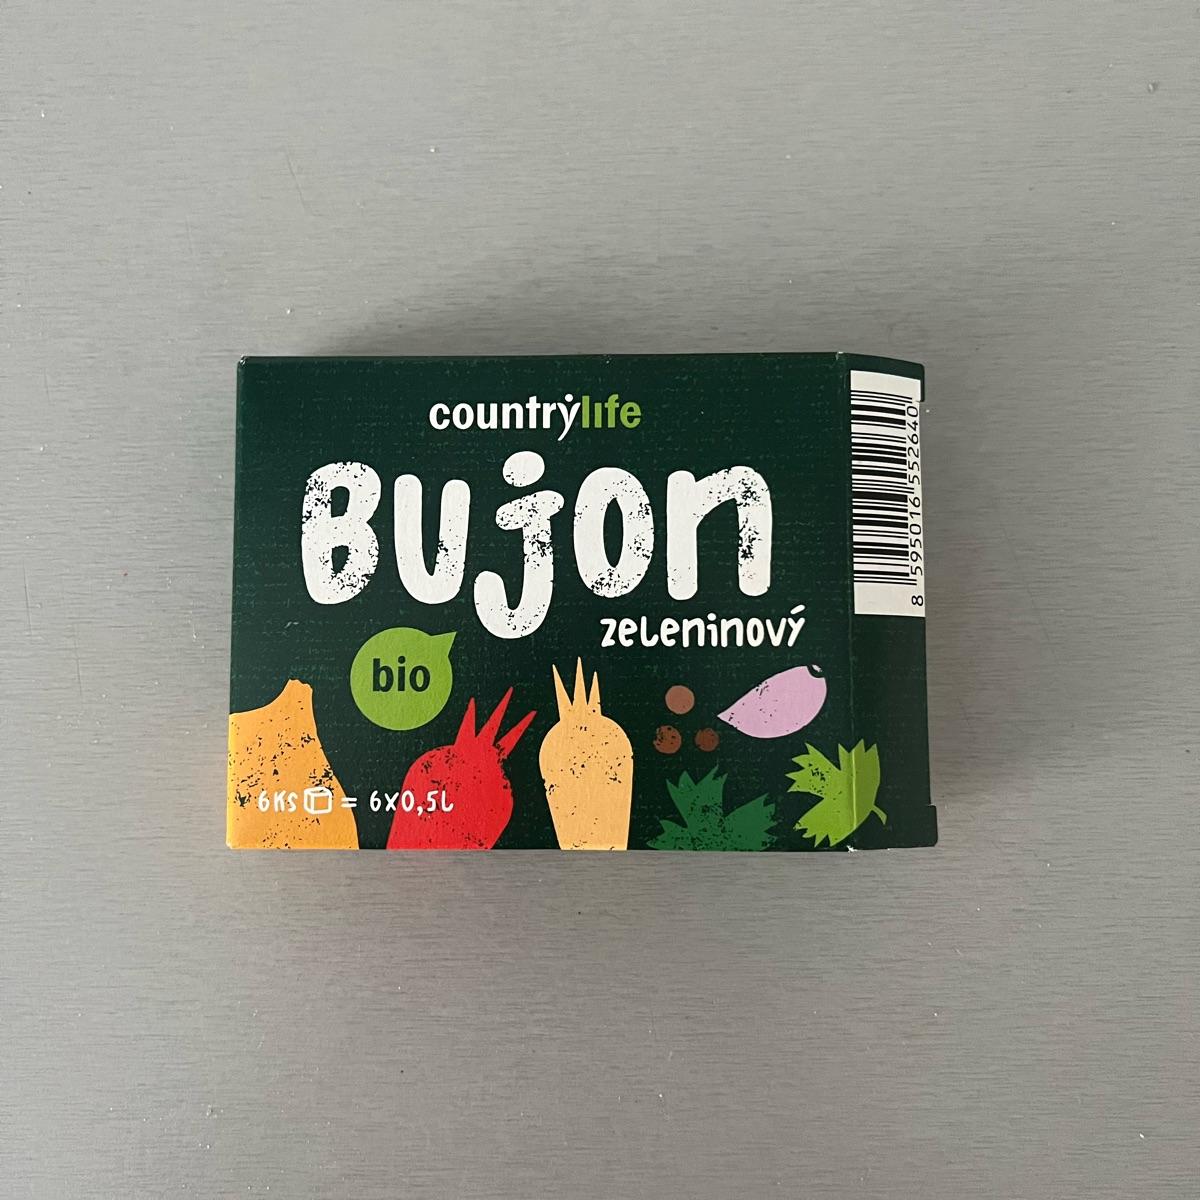 countrylife
Bujon
zeleninový
bio
6KS = 6x0,5L
8 595016 552640